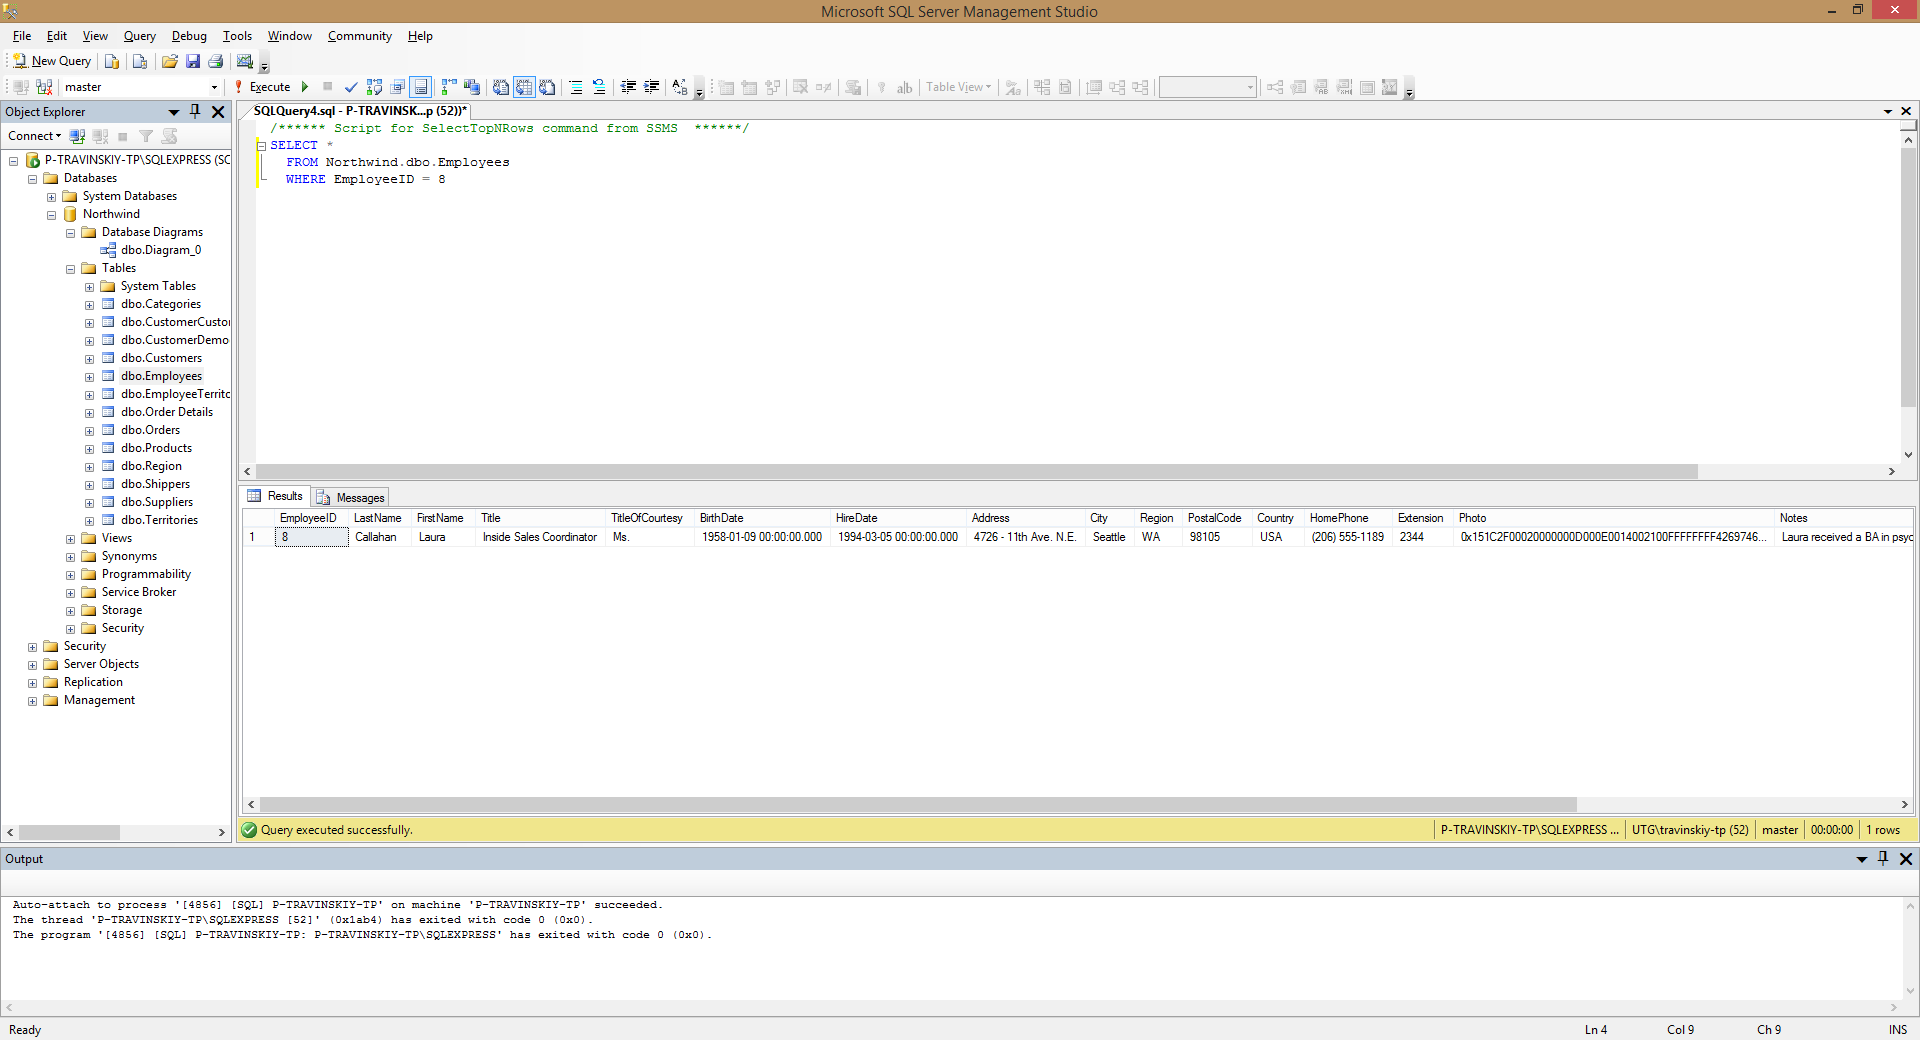 Microsoft SQL Server Management Studio
File Edit View Query Debug Tools Window Community Help
New Query
master Execute Table View
Object Explorer
Connect
P-TRAVINSKIY-TP\SQLEXPRESS (SC
Databases
System Databases
Northwind
Database Diagrams
dbo.Diagram_0
Tables
System Tables
dbo.Categories
dbo.CustomerCustor
dbo.CustomerDemo
dbo.Customers
dbo.Employees
dbo.EmployeeTerritc
dbo.Order Details
dbo.Orders
dbo.Products
dbo.Region
dbo.Shippers
dbo.Suppliers
dbo.Territories
Views
Synonyms
Programmability
Service Broker
Storage
Security
Security
Server Objects
Replication
Management
SQLQuery4.sql - P-TRAVINSK...p (52))*
/****** Script for SelectTopNRows command from SSMS  ******/
SELECT *
FROM Northwind.dbo.Employees
WHERE EmployeeID = 8
Results Messages
EmployeeID LastName FirstName Title TitleOfCourtesy BirthDate HireDate Address City Region PostalCode Country HomePhone Extension Photo Notes
1 8 Callahan Laura Inside Sales Coordinator Ms. 1958-01-09 00:00:00.000 1994-03-05 00:00:00.000 4726 - 11th Ave. N.E. Seattle WA 98105 USA (206) 555-1189 2344 0x151C2F00020000000D000E0014002100FFFFFFFF4269746... Laura received a BA in psyc
Query executed successfully. P-TRAVINSKIY-TP\SQLEXPRESS ... UTG\travinskiy-tp (52) master 00:00:00 1 rows
Output
Auto-attach to process '[4856] [SQL] P-TRAVINSKIY-TP' on machine 'P-TRAVINSKIY-TP' succeeded.
The thread 'P-TRAVINSKIY-TP\SQLEXPRESS [52]' (0x1ab4) has exited with code 0 (0x0).
The program '[4856] [SQL] P-TRAVINSKIY-TP: P-TRAVINSKIY-TP\SQLEXPRESS' has exited with code 0 (0x0).
Ready Ln 4 Col 9 Ch 9 INS